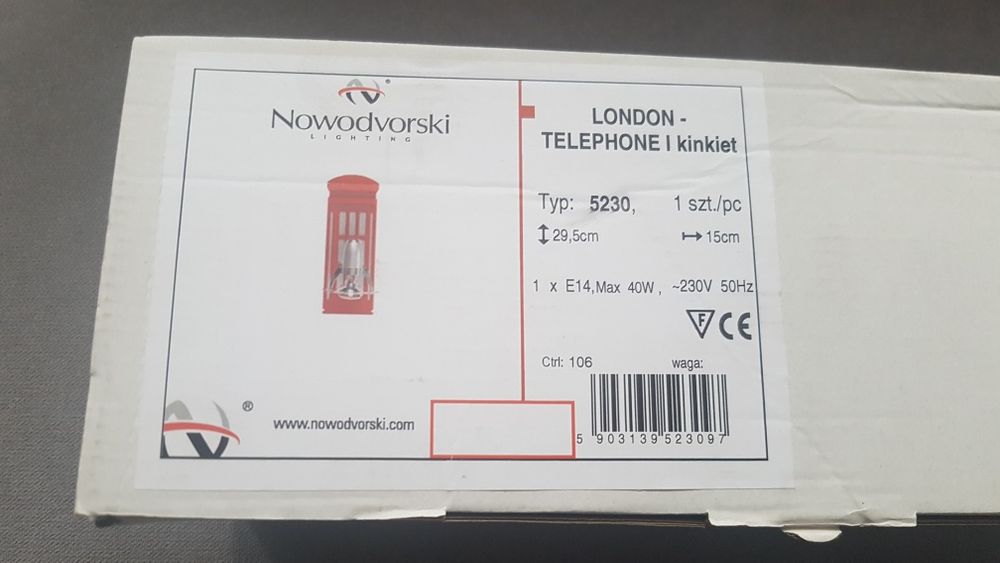 Nowodvorski
LIGHTING
LONDON -
TELEPHONE I kinkiet
Typ: 5230, 1 szt./pc
29,5cm 15cm
1 x E14,Max 40W, ~230V 50Hz
F CE
Ctrl: 106 waga:
® www.nowodvorski.com
5 903139 523097